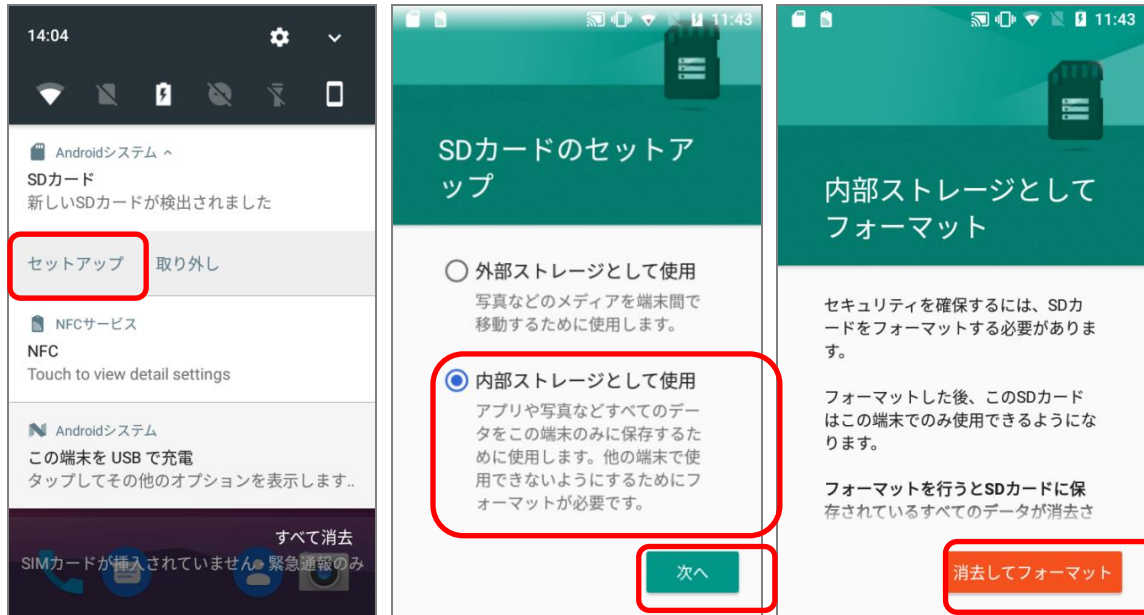 14:04
Androidシステム
SDカード
新しいSDカードが検出されました
セットアップ 取り外し
NFCサービス
NFC
Touch to view detail settings
Androidシステム
この端末を USB で充電
タップしてその他のオプションを表示します..
すべて消去
SIMカードが挿入されていません - 緊急通報のみ
11:43
SDカードのセットア
ップ
外部ストレージとして使用
写真などのメディアを端末間で
移動するために使用します。
内部ストレージとして使用
アプリや写真などすべてのデー
タをこの端末のみに保存するた
めに使用します。他の端末で使
用できないようにするためにフ
ォーマットが必要です。
次へ
11:43
内部ストレージとして
フォーマット
セキュリティを確保するには、SDカ
ードをフォーマットする必要がありま
す。
フォーマットした後、このSDカード
はこの端末でのみ使用できるようにな
ります。
フォーマットを行うとSDカードに保
存されているすべてのデータが消去さ
消去してフォーマット